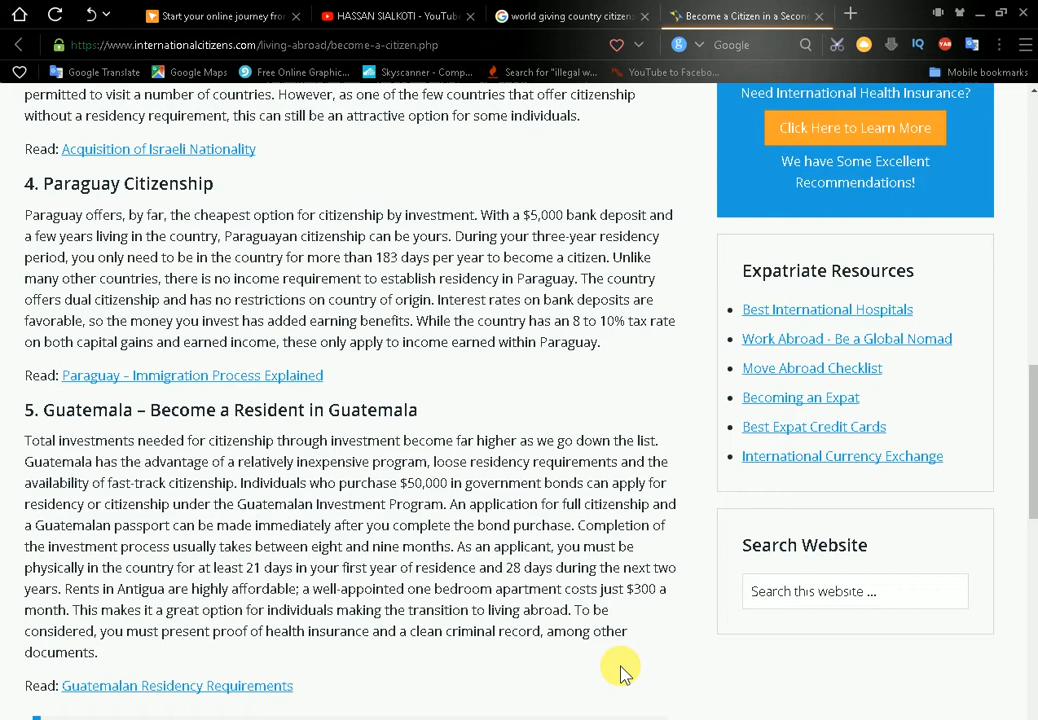 Start your online journey fro
HASSAN SIALKOTI - YouTub
world giving country citizen
Become a Citizen in a Secon
https://www.internationalcitizens.com/living-abroad/become-a-citizen.php
Google
IQ
YAB
Google Translate
Google Maps
Free Online Graphic...
Skyscanner - Comp...
Search for "illegal w...
YouTube to Facebo...
Mobile bookmarks
permitted to visit a number of countries. However, as one of the few countries that offer citizenship
without a residency requirement, this can still be an attractive option for some individuals.
Read: Acquisition of Israeli Nationality
4. Paraguay Citizenship
Paraguay offers, by far, the cheapest option for citizenship by investment. With a $5,000 bank deposit and
a few years living in the country, Paraguayan citizenship can be yours. During your three-year residency
period, you only need to be in the country for more than 183 days per year to become a citizen. Unlike
many other countries, there is no income requirement to establish residency in Paraguay. The country
offers dual citizenship and has no restrictions on country of origin. Interest rates on bank deposits are
favorable, so the money you invest has added earning benefits. While the country has an 8 to 10% tax rate
on both capital gains and earned income, these only apply to income earned within Paraguay.
Read: Paraguay – Immigration Process Explained
5. Guatemala – Become a Resident in Guatemala
Total investments needed for citizenship through investment become far higher as we go down the list.
Guatemala has the advantage of a relatively inexpensive program, loose residency requirements and the
availability of fast-track citizenship. Individuals who purchase $50,000 in government bonds can apply for
residency or citizenship under the Guatemalan Investment Program. An application for full citizenship and
a Guatemalan passport can be made immediately after you complete the bond purchase. Completion of
the investment process usually takes between eight and nine months. As an applicant, you must be
physically in the country for at least 21 days in your first year of residence and 28 days during the next two
years. Rents in Antigua are highly affordable; a well-appointed one bedroom apartment costs just $300 a
month. This makes it a great option for individuals making the transition to living abroad. To be
considered, you must present proof of health insurance and a clean criminal record, among other
documents.
Read: Guatemalan Residency Requirements
Need International Health Insurance?
Click Here to Learn More
We have Some Excellent
Recommendations!
Expatriate Resources
Best International Hospitals
Work Abroad - Be a Global Nomad
Move Abroad Checklist
Becoming an Expat
Best Expat Credit Cards
International Currency Exchange
Search Website
Search this website ...